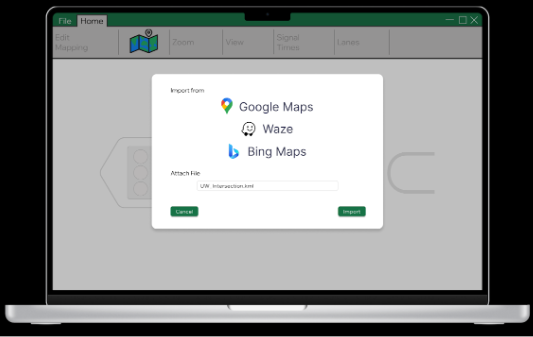 File Home
Edit
Mapping
Zoom
View
Signal
Times
Lanes
Import from
Google Maps
Waze
Bing Maps
Attach File
UW_Intersection.kml
Cancel
Import